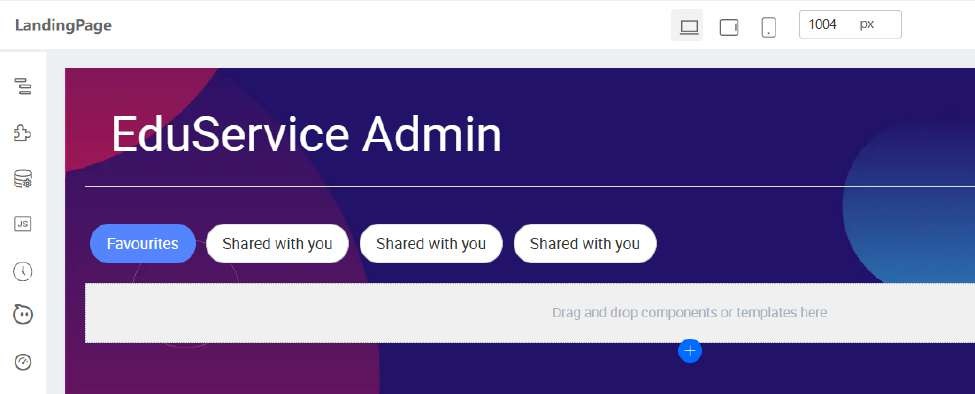 LandingPage
1004 px
EduService Admin
JS
Favourites Shared with you Shared with you Shared with you
Drag and drop components or templates here